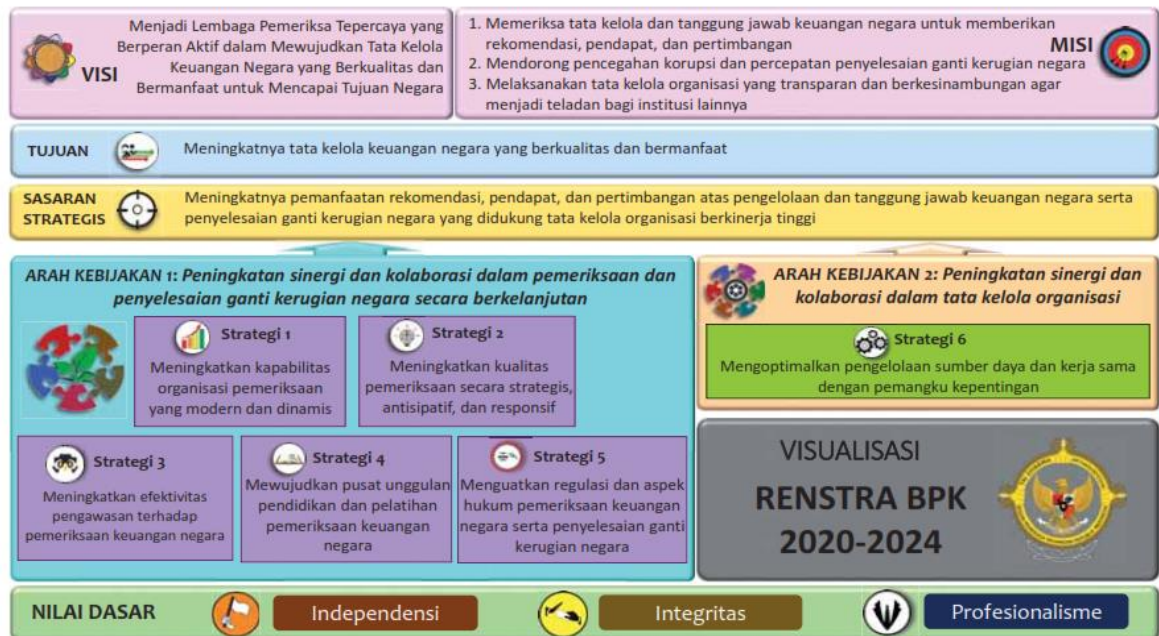 VISI
Menjadi Lembaga Pemeriksa Tepercaya yang
Berperan Aktif dalam Mewujudkan Tata Kelola
Keuangan Negara yang Berkualitas dan
Bermanfaat untuk Mencapai Tujuan Negara
MISI
1. Memeriksa tata kelola dan tanggung jawab keuangan negara untuk memberikan
rekomendasi, pendapat, dan pertimbangan
2. Mendorong pencegahan korupsi dan percepatan penyelesaian ganti kerugian negara
3. Melaksanakan tata kelola organisasi yang transparan dan berkesinambungan agar
menjadi teladan bagi institusi lainnya
TUJUAN
Meningkatnya tata kelola keuangan negara yang berkualitas dan bermanfaat
SASARAN
STRATEGIS
Meningkatnya pemanfaatan rekomendasi, pendapat, dan pertimbangan atas pengelolaan dan tanggung jawab keuangan negara serta
penyelesaian ganti kerugian negara yang didukung tata kelola organisasi berkinerja tinggi
ARAH KEBIJAKAN 1: Peningkatan sinergi dan kolaborasi dalam pemeriksaan dan
penyelesaian ganti kerugian negara secara berkelanjutan
Strategi 1
Meningkatkan kapabilitas
organisasi pemeriksaan
yang modern dan dinamis
Strategi 2
Meningkatkan kualitas
pemeriksaan secara strategis,
antisipatif, dan responsif
Strategi 3
Meningkatkan efektivitas
pengawasan terhadap
pemeriksaan keuangan negara
Strategi 4
Mewujudkan pusat unggulan
pendidikan dan pelatihan
pemeriksaan keuangan
negara
Strategi 5
Menguatkan regulasi dan aspek
hukum pemeriksaan keuangan
negara serta penyelesaian ganti
kerugian negara
ARAH KEBIJAKAN 2: Peningkatan sinergi dan
kolaborasi dalam tata kelola organisasi
Strategi 6
Mengoptimalkan pengelolaan sumber daya dan kerja sama
dengan pemangku kepentingan
VISUALISASI
RENSTRA BPK
2020-2024
NILAI DASAR
Independensi
Integritas
Profesionalisme